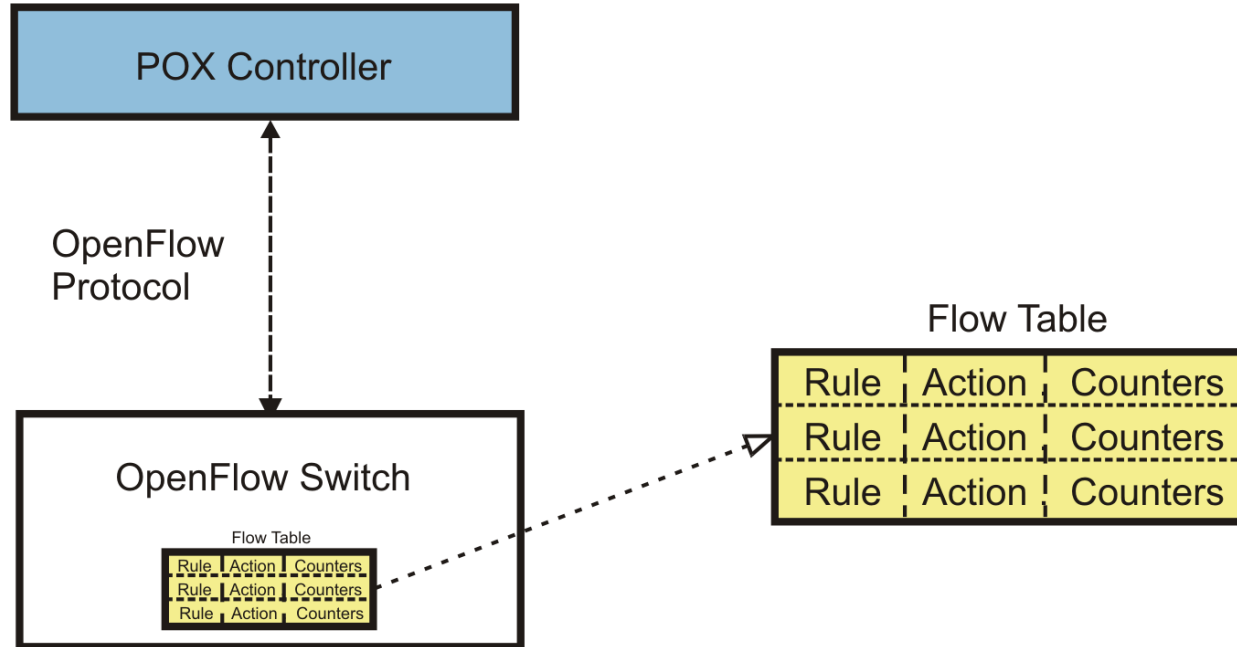 POX Controller
OpenFlow
Protocol
OpenFlow Switch
Flow Table
Rule Action Counters
Rule Action Counters
Rule Action Counters
Flow Table
Rule Action Counters
Rule Action Counters
Rule Action Counters